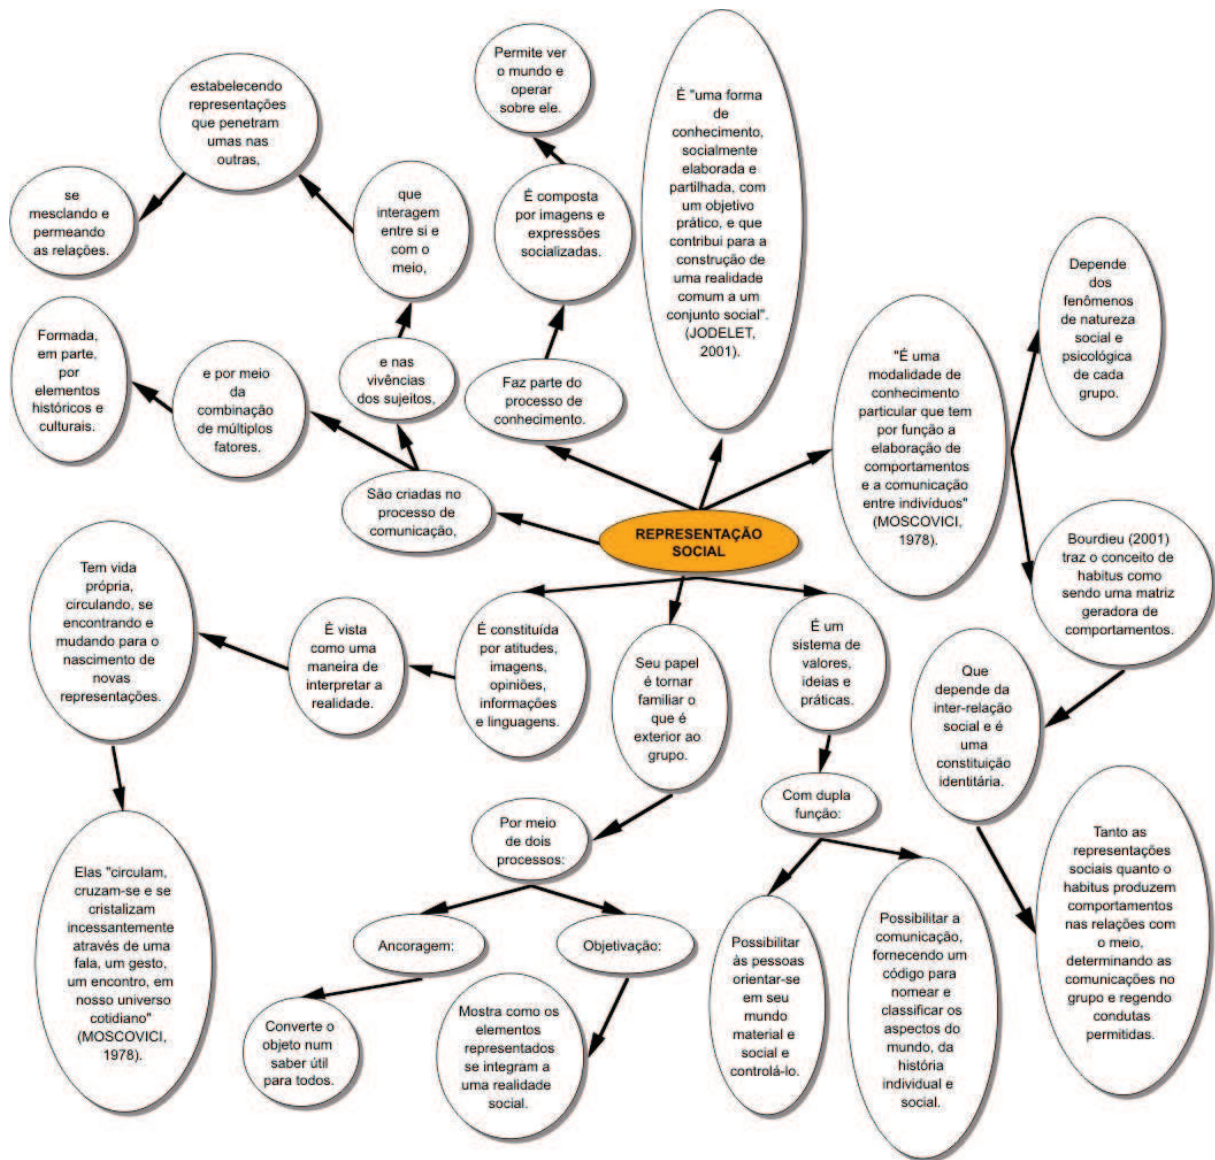 Permite ver
o mundo e
operar
sobre ele.
estabelecendo
representações
que penetram
umas nas
outras,
É "uma forma
de
conhecimento,
socialmente
elaborada e
partilhada, com
um objetivo
prático, e que
contribui para a
construção de
uma realidade
comum a um
conjunto social".
(JODELET,
2001).
se
mesclando e
permeando
as relações.
que
interagem
entre si e
com o
meio,
É composta
por imagens e
expressões
socializadas.
Depende
dos
fenômenos
de natureza
social e
psicológica
de cada
grupo.
Formada,
em parte,
por
elementos
históricos e
culturais.
e por meio
da
combinação
de múltiplos
fatores.
e nas
vivências
dos sujeitos,
Faz parte do
processo de
conhecimento.
"É uma
modalidade de
conhecimento
particular que tem
por função a
elaboração de
comportamentos
e a comunicação
entre indivíduos"
(MOSCOVICI,
1978).
São criadas no
processo de
comunicação,
REPRESENTAÇÃO
SOCIAL
Bourdieu (2001)
traz o conceito de
habitus como
sendo uma matriz
geradora de
comportamentos.
Tem vida
própria,
circulando, se
encontrando e
mudando para o
nascimento de
novas
representações.
É vista
como uma
maneira de
interpretar a
realidade.
É constituída
por atitudes,
imagens,
opiniões,
informações
e linguagens.
Seu papel
é tornar
familiar o
que é
exterior ao
grupo.
É um
sistema de
valores,
ideias e
práticas.
Que
depende da
inter-relação
social e é
uma
constituição
identitária.
Com dupla
função:
Por meio
de dois
processos:
Tanto as
representações
sociais quanto o
habitus produzem
comportamentos
nas relações com
o meio,
determinando as
comunicações no
grupo e regendo
condutas
permitidas.
Elas "circulam,
cruzam-se e se
cristalizam
incessantemente
através de uma
fala, um gesto,
um encontro, em
nosso universo
cotidiano"
(MOSCOVICI,
1978).
Ancoragem:
Objetivação:
Possibilitar
às pessoas
orientar-se
em seu
mundo
material e
social e
controlá-lo.
Possibilitar a
comunicação,
fornecendo um
código para
nomear e
classificar os
aspectos do
mundo, da
história
individual e
social.
Converte o
objeto num
saber útil
para todos.
Mostra como os
elementos
representados
se integram a
uma realidade
social.